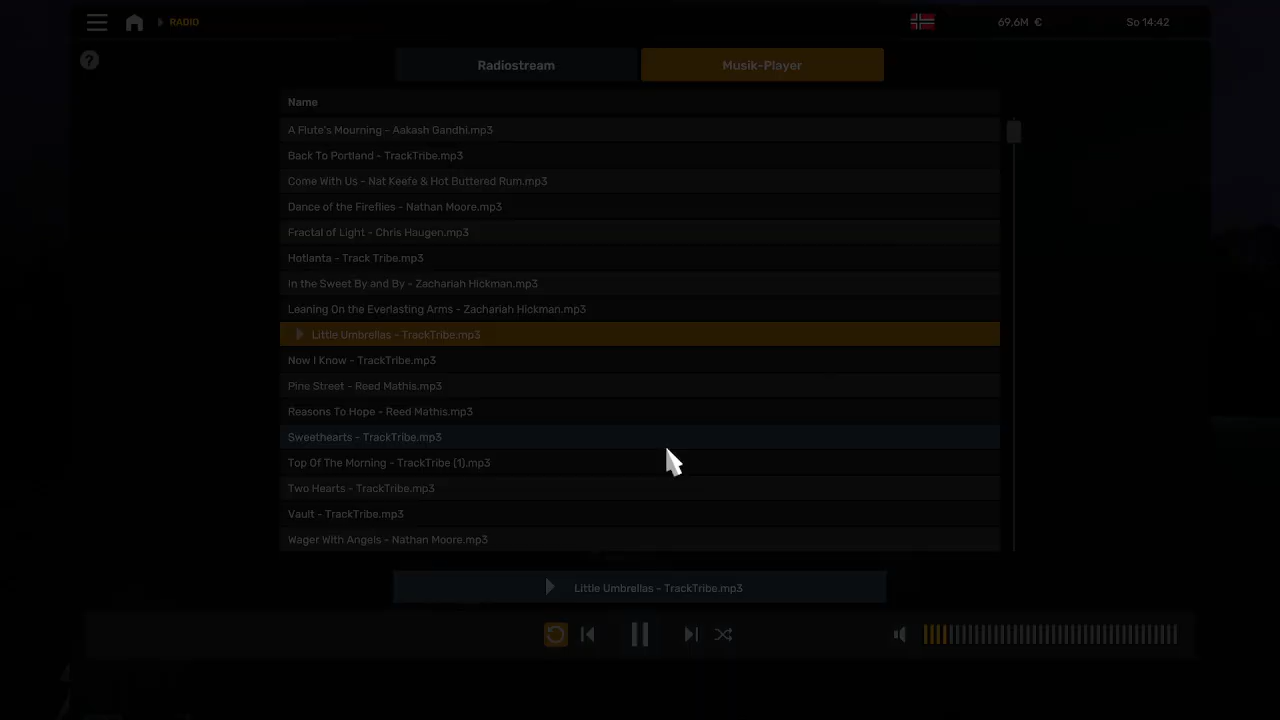 RADIO
69,6M €
So 14:42
?
Radiostream
Musik-Player
Name
A Flute's Mourning - Aakash Gandhi.mp3
Back To Portland - TrackTribe.mp3
Come With Us - Nat Keefe & Hot Buttered Rum.mp3
Dance of the Fireflies - Nathan Moore.mp3
Fractal of Light - Chris Haugen.mp3
Hotlanta - Track Tribe.mp3
In the Sweet By and By - Zachariah Hickman.mp3
Leaning On the Everlasting Arms - Zachariah Hickman.mp3
Little Umbrellas - TrackTribe.mp3
Now I Know - TrackTribe.mp3
Pine Street - Reed Mathis.mp3
Reasons To Hope - Reed Mathis.mp3
Sweethearts - TrackTribe.mp3
Top Of The Morning - TrackTribe (1).mp3
Two Hearts - TrackTribe.mp3
Vault - TrackTribe.mp3
Wager With Angels - Nathan Moore.mp3
Little Umbrellas - TrackTribe.mp3